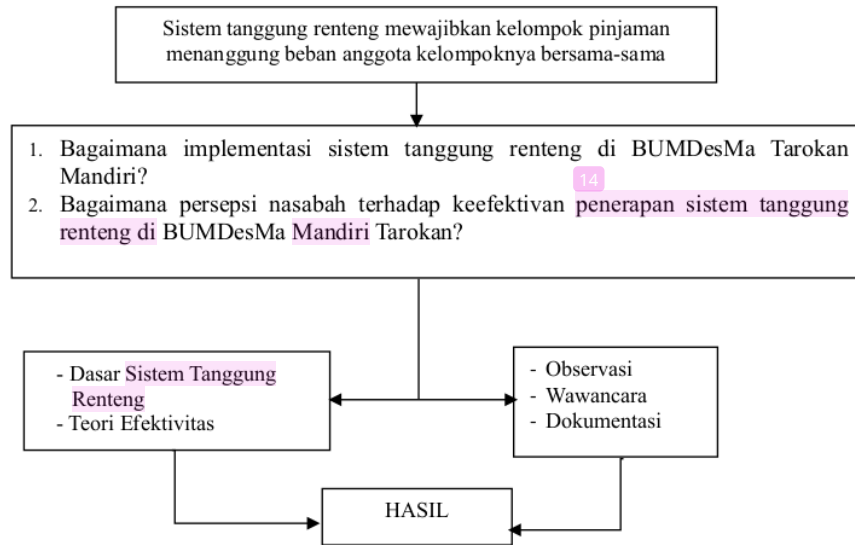 Sistem tanggung renteng mewajibkan kelompok pinjaman
menanggung beban anggota kelompoknya bersama-sama
1. Bagaimana implementasi sistem tanggung renteng di BUMDesMa Tarokan
Mandiri?
14
2. Bagaimana persepsi nasabah terhadap keefektivan penerapan sistem tanggung
renteng di BUMDesMa Mandiri Tarokan?
- Dasar Sistem Tanggung
Renteng
- Teori Efektivitas
- Observasi
- Wawancara
- Dokumentasi
HASIL